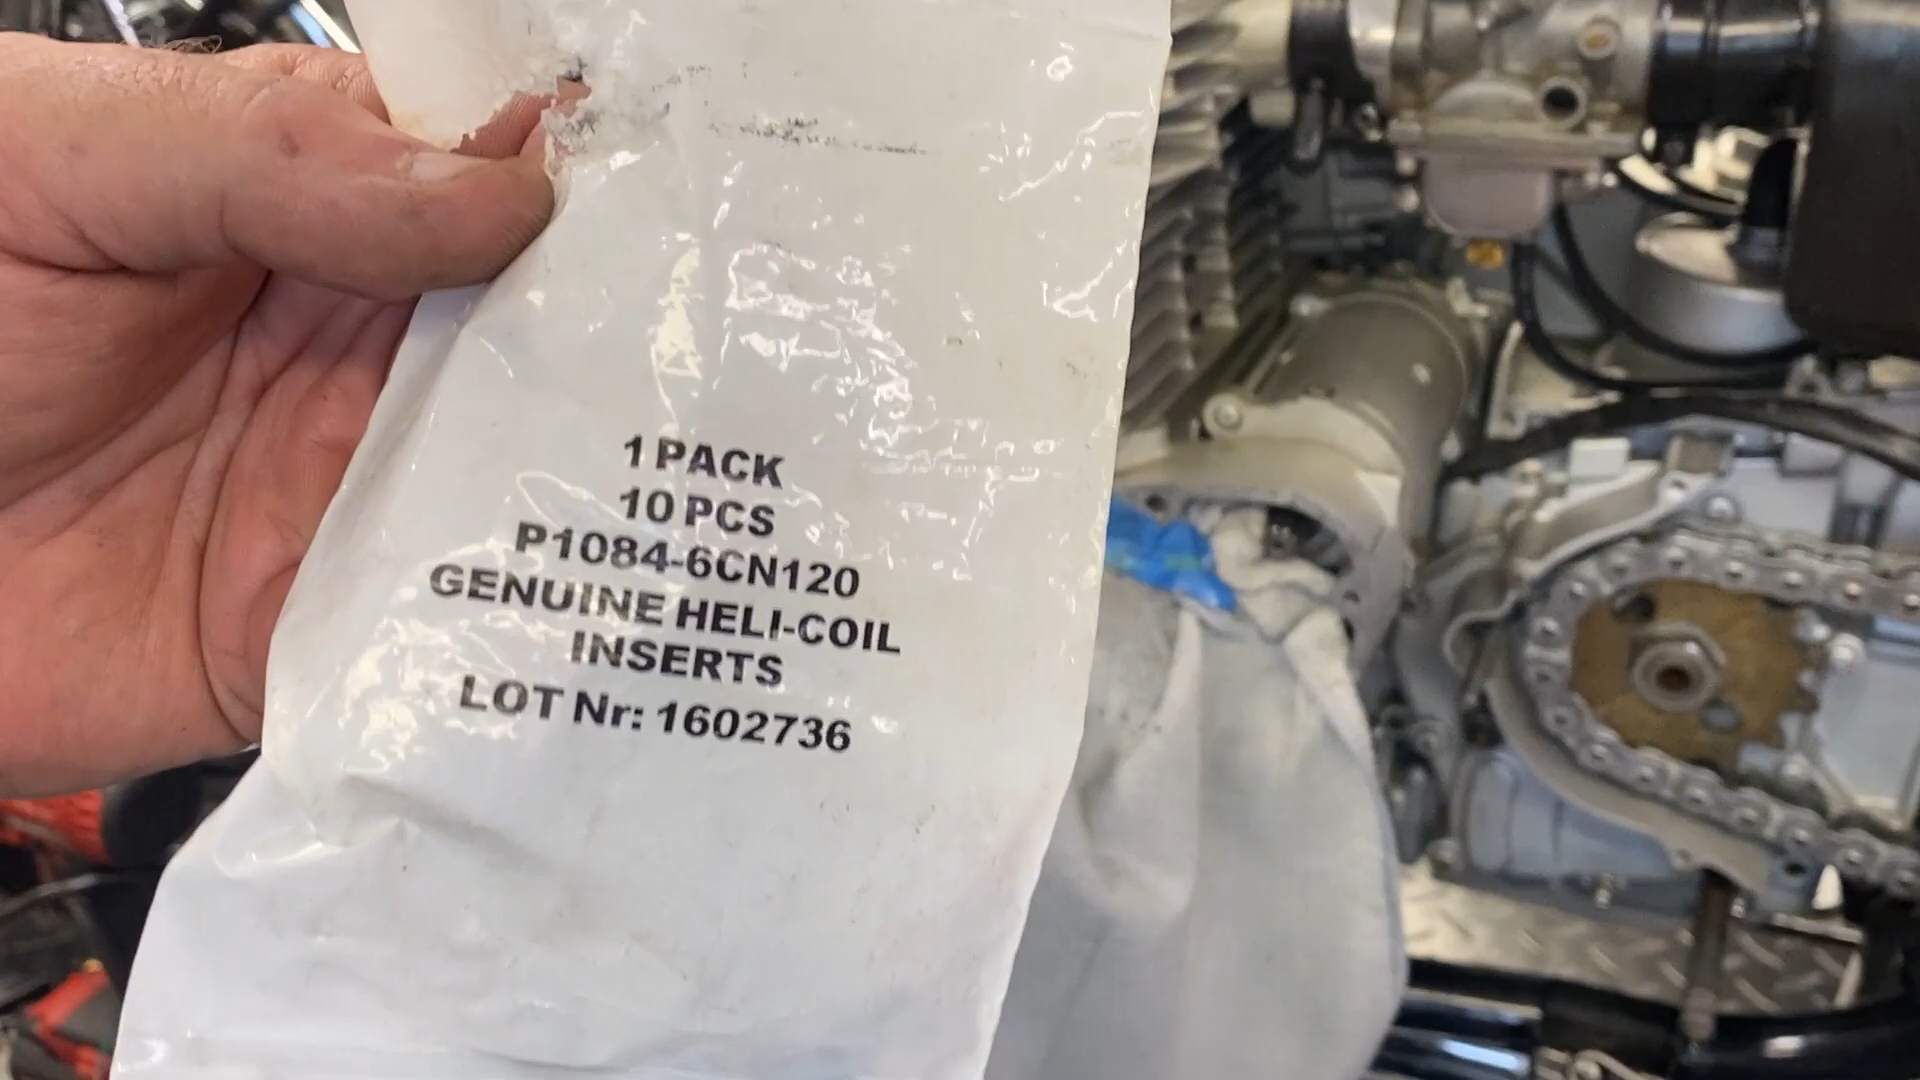 1 PACK
10 PCS
P1084-6CN120
GENUINE HELI-COIL
INSERTS
LOT Nr: 1602736